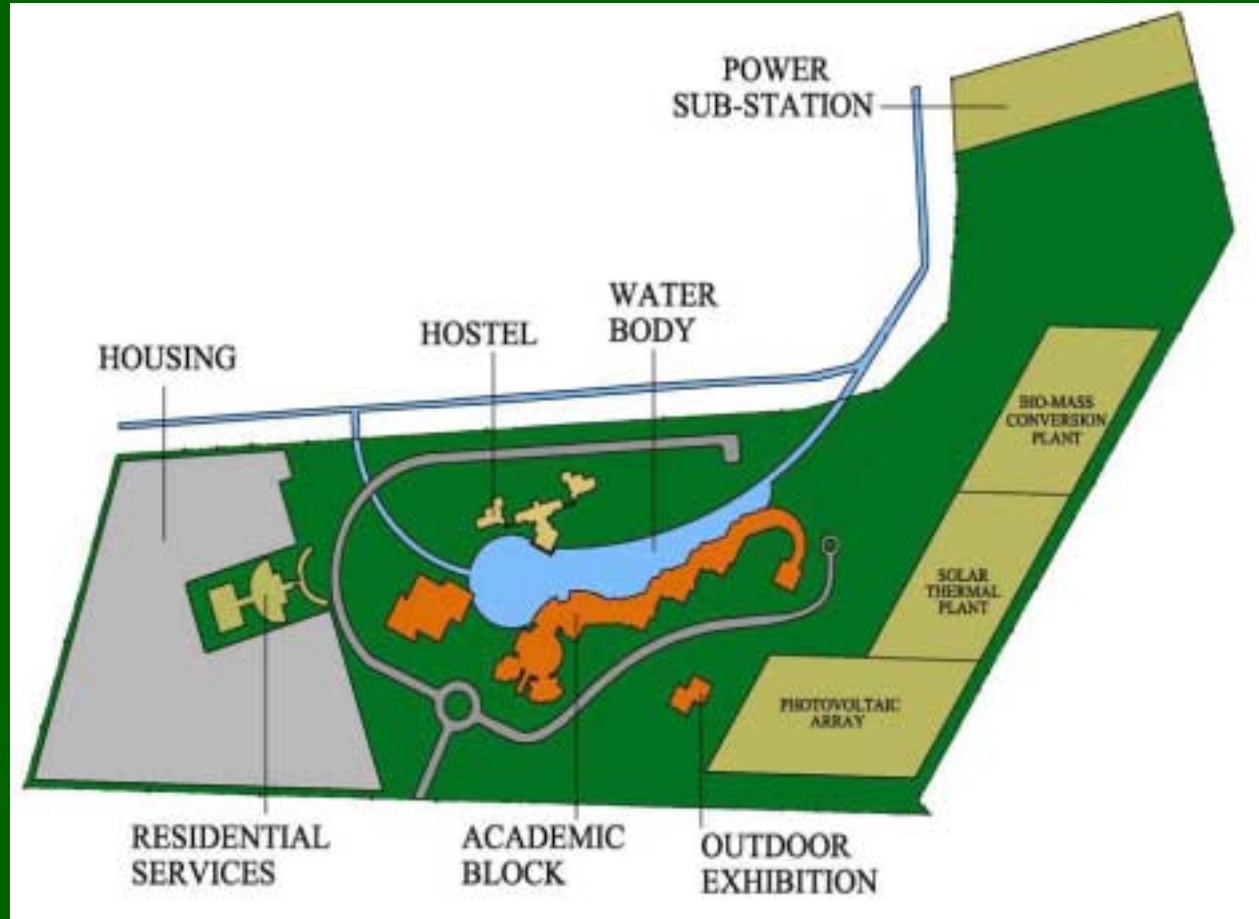 POWER
SUB-STATION
WATER
BODY
HOSTEL
HOUSING
BIO-MASS
CONVERSION
PLANT
SOLAR
THERMAL
PLANT
PHOTOVOLTAIC
ARRAY
RESIDENTIAL
SERVICES
ACADEMIC
BLOCK
OUTDOOR
EXHIBITION